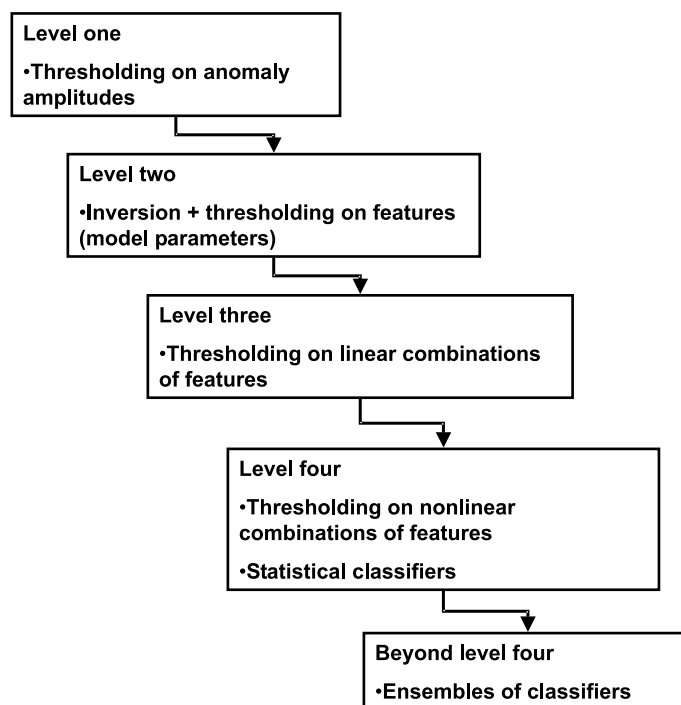 Level one
•Thresholding on anomaly
amplitudes
Level two
•Inversion + thresholding on features
(model parameters)
Level three
•Thresholding on linear combinations
of features
Level four
•Thresholding on nonlinear
combinations of features
•Statistical classifiers
Beyond level four
•Ensembles of classifiers